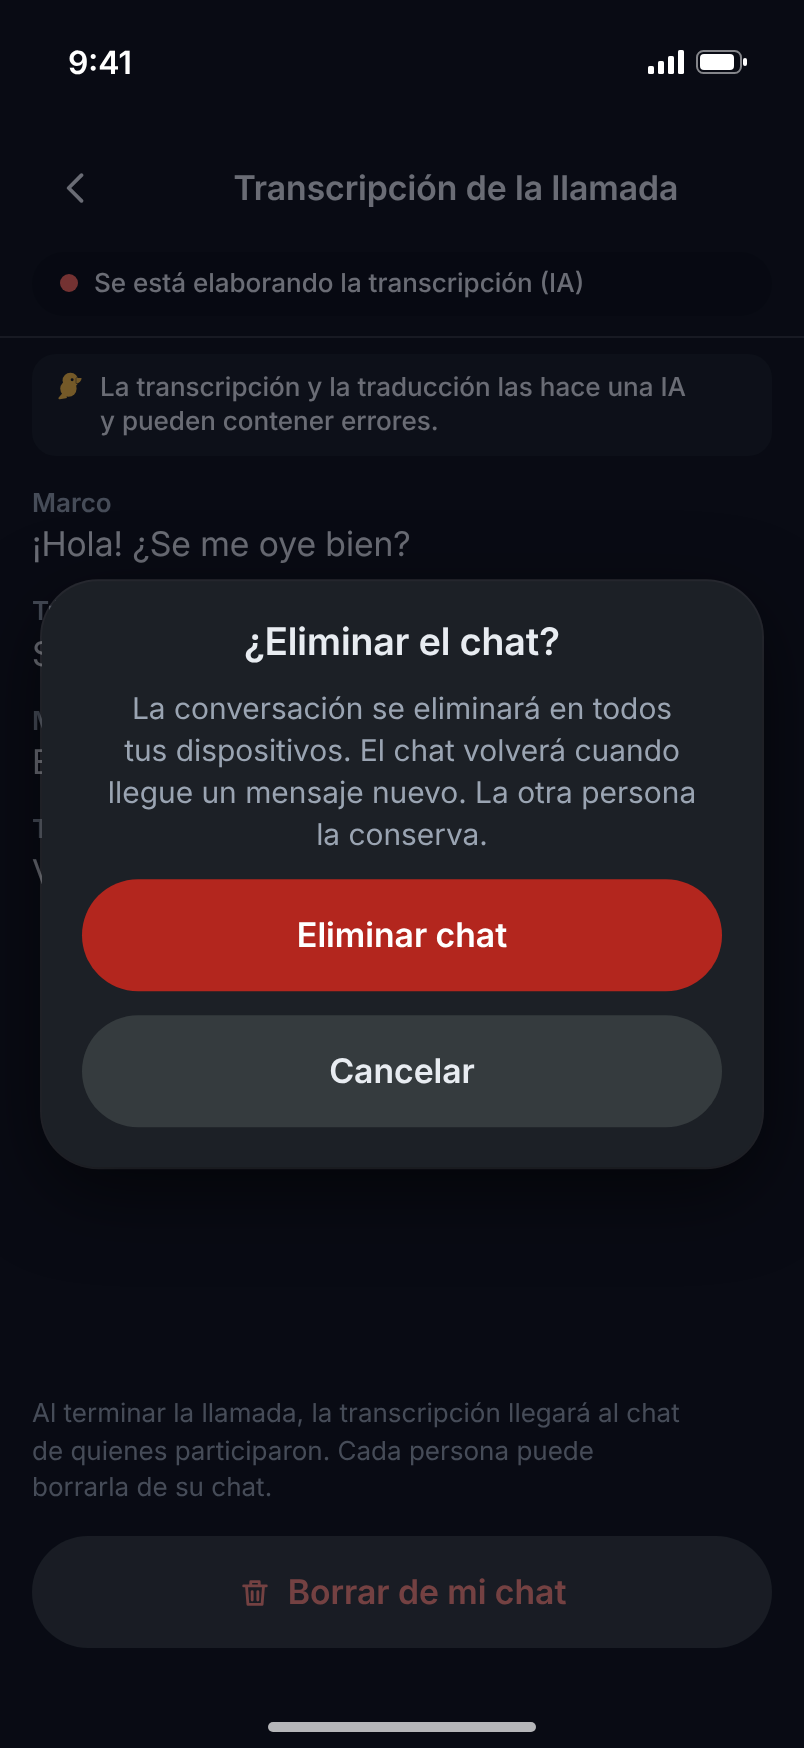 9:41
Transcripción de la llamada
Se está elaborando la transcripción (IA)
La transcripción y la traducción las hace una IA
y pueden contener errores.
Marco
¡Hola! ¿Se me oye bien?
¿Eliminar el chat?
La conversación se eliminará en todos
tus dispositivos. El chat volverá cuando
llegue un mensaje nuevo. La otra persona
la conserva.
Eliminar chat
Cancelar
Al terminar la llamada, la transcripción llegará al chat
de quienes participaron. Cada persona puede
borrarla de su chat.
Borrar de mi chat